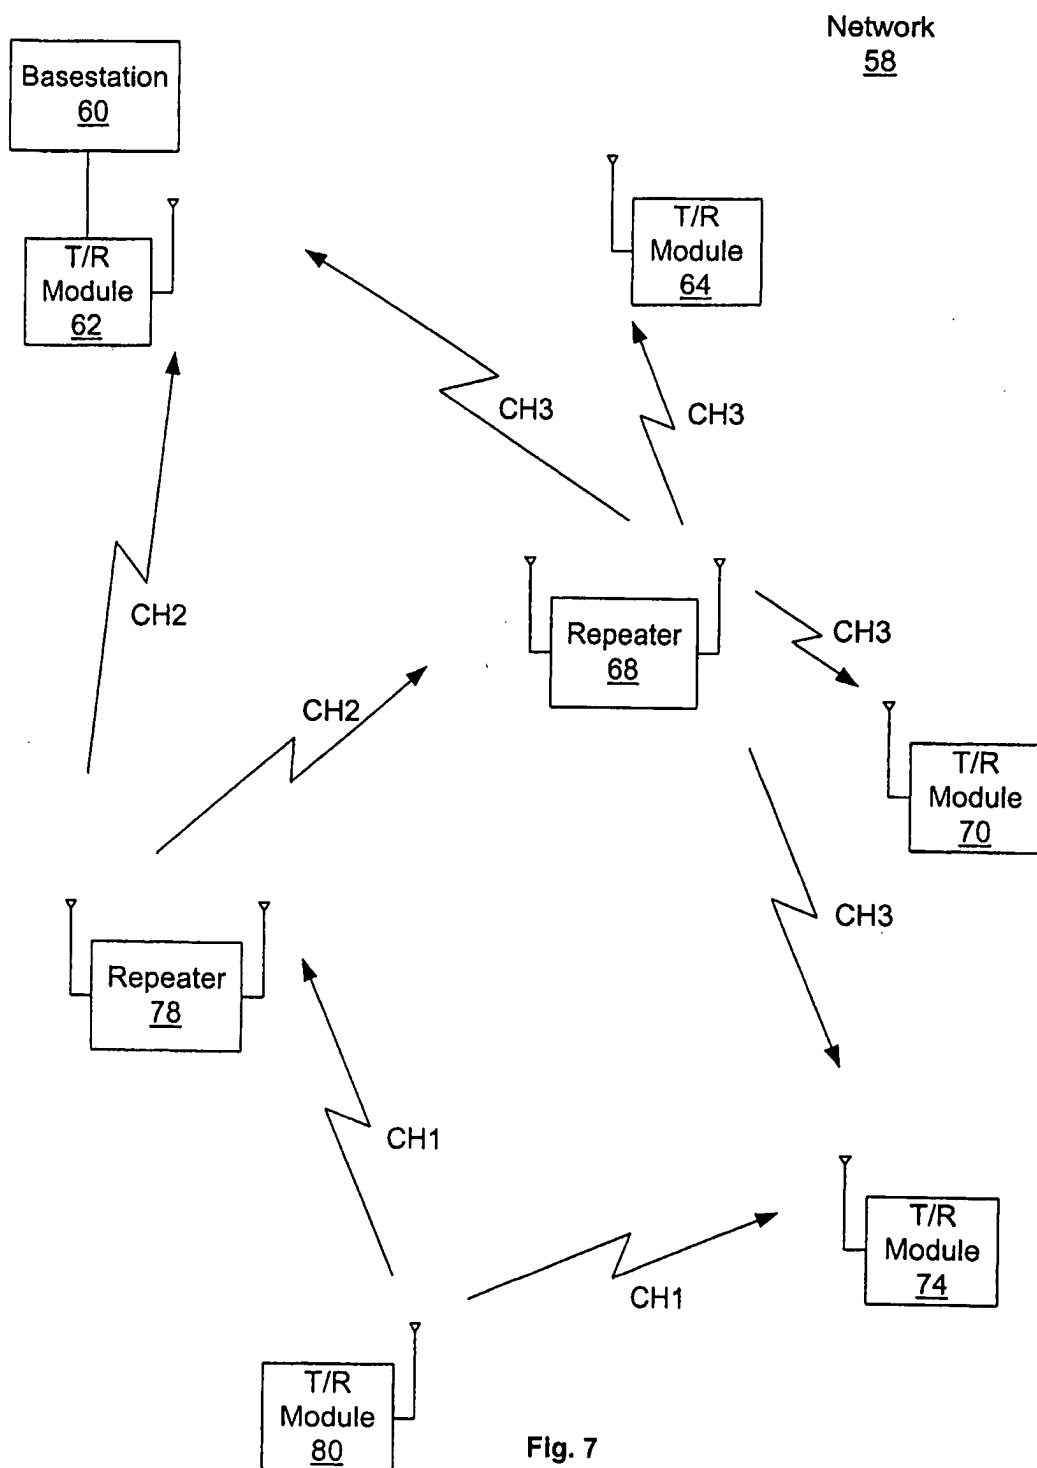 Network
58
Basestation
60
T/R
Module
62
T/R
Module
64
CH3
CH3
CH2
Repeater
68
CH3
CH2
T/R
Module
70
CH3
Repeater
78
CH1
T/R
Module
74
CH1
T/R
Module
80
Fig. 7